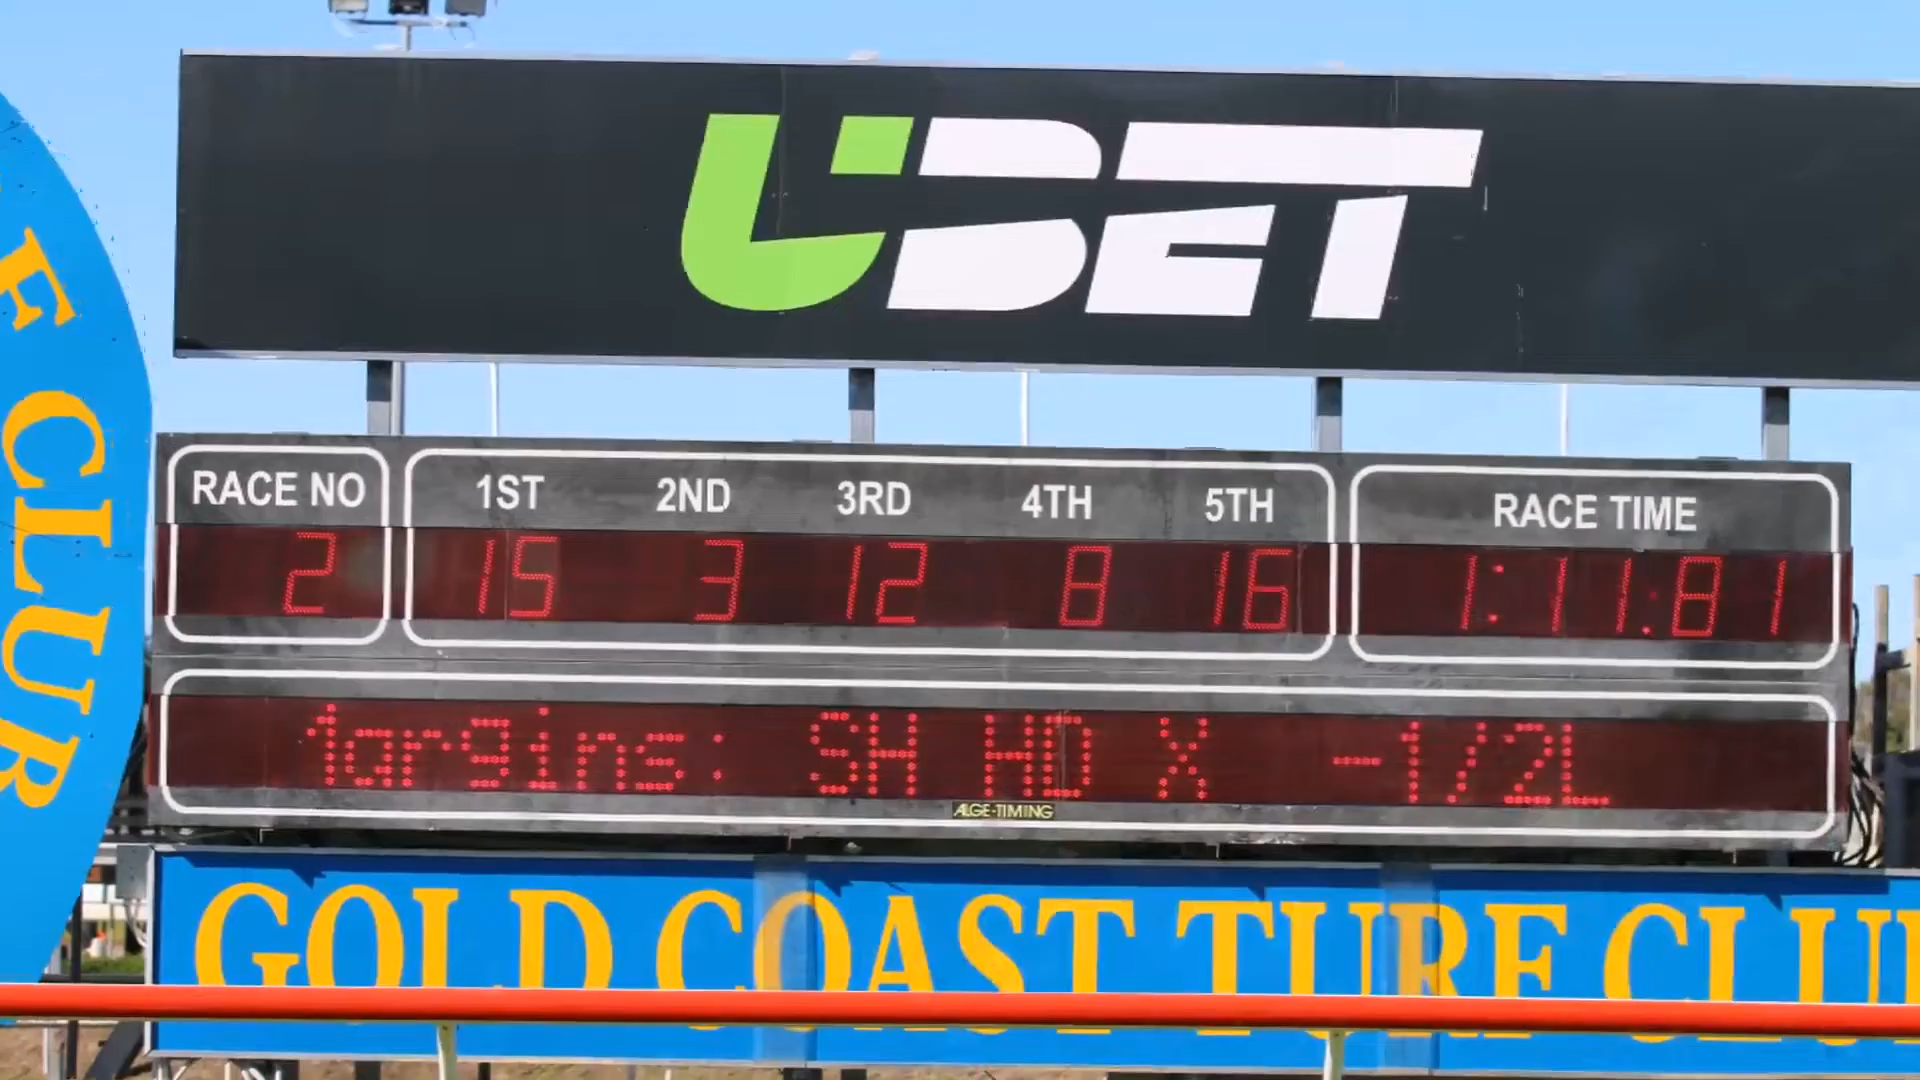 UBET
F CLUB
RACE NO 1ST 2ND 3RD 4TH 5TH RACE TIME
2 15 3 12 8 16 1:11:81
Margins: SH HD X -1/2L
ALGE-TIMING
GOLD COAST TURF CLU